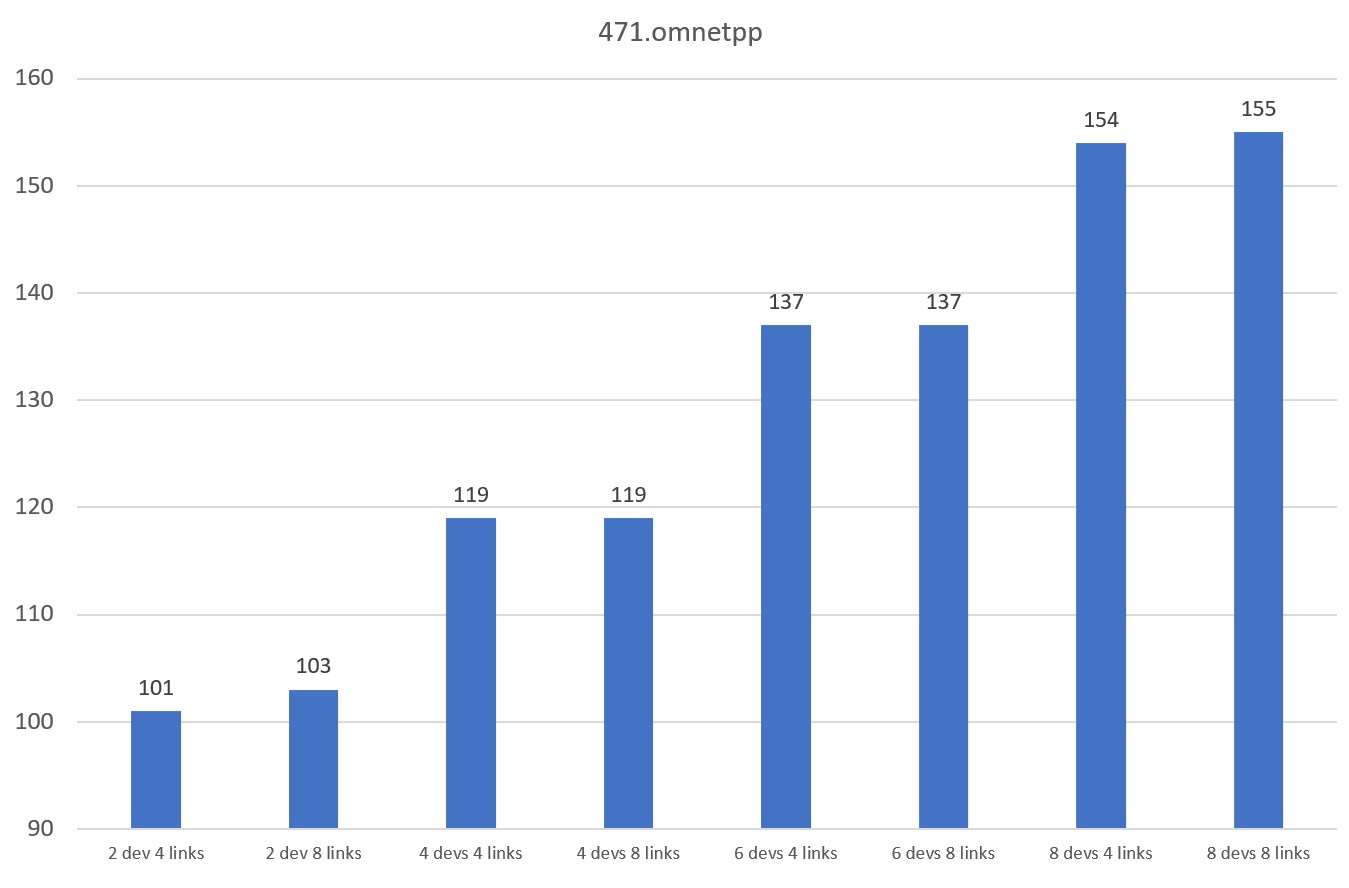 471.omnetpp
160
150
140
130
120
110
100
90
101
103
119
119
137
137
154
155
2 dev 4 links
2 dev 8 links
4 devs 4 links
4 devs 8 links
6 devs 4 links
6 devs 8 links
8 devs 4 links
8 devs 8 links